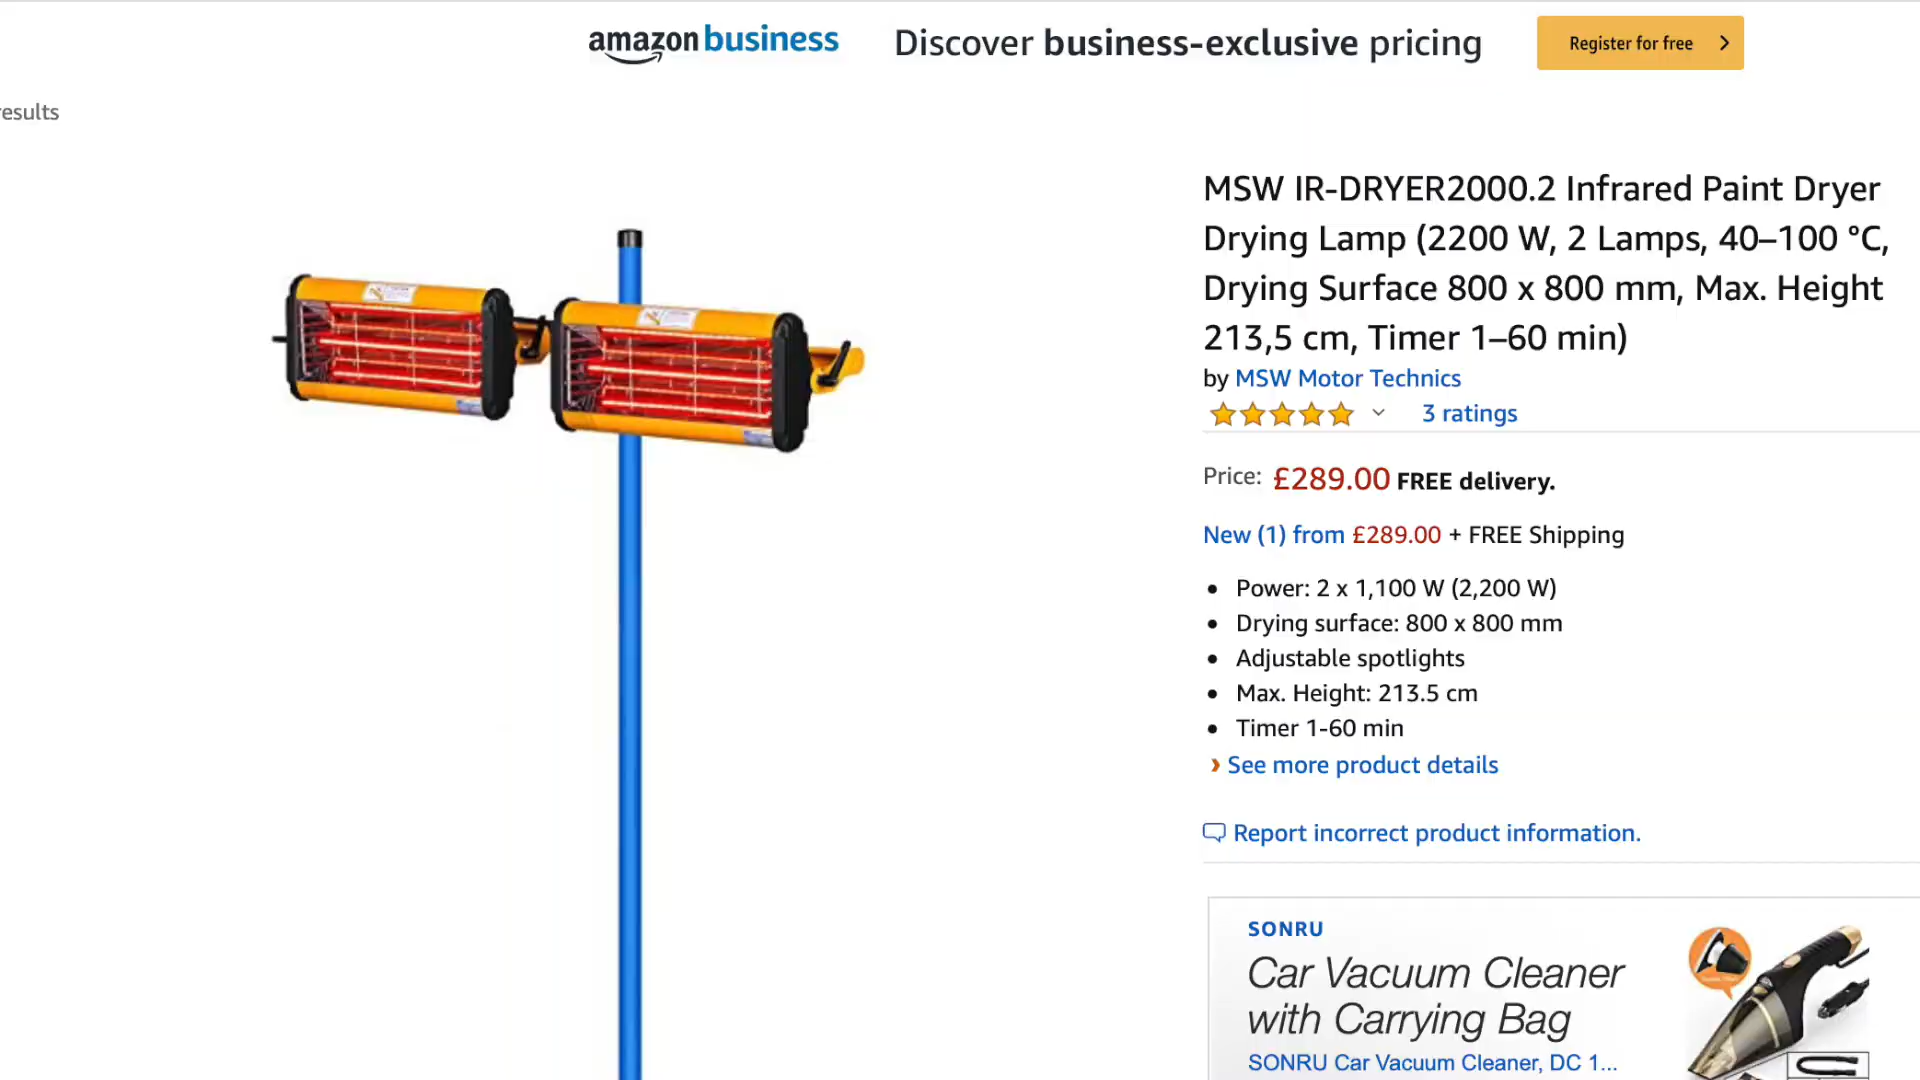 amazon business
Discover business-exclusive pricing
Register for free
results
MSW IR-DRYER2000.2 Infrared Paint Dryer
Drying Lamp (2200 W, 2 Lamps, 40–100 °C,
Drying Surface 800 x 800 mm, Max. Height
213,5 cm, Timer 1–60 min)
by MSW Motor Technics
3 ratings
Price: £289.00 FREE delivery.
New (1) from £289.00 + FREE Shipping
• Power: 2 x 1,100 W (2,200 W)
• Drying surface: 800 x 800 mm
• Adjustable spotlights
• Max. Height: 213.5 cm
• Timer 1-60 min
› See more product details
Report incorrect product information.
SONRU
Car Vacuum Cleaner
with Carrying Bag
SONRU Car Vacuum Cleaner, DC 1...